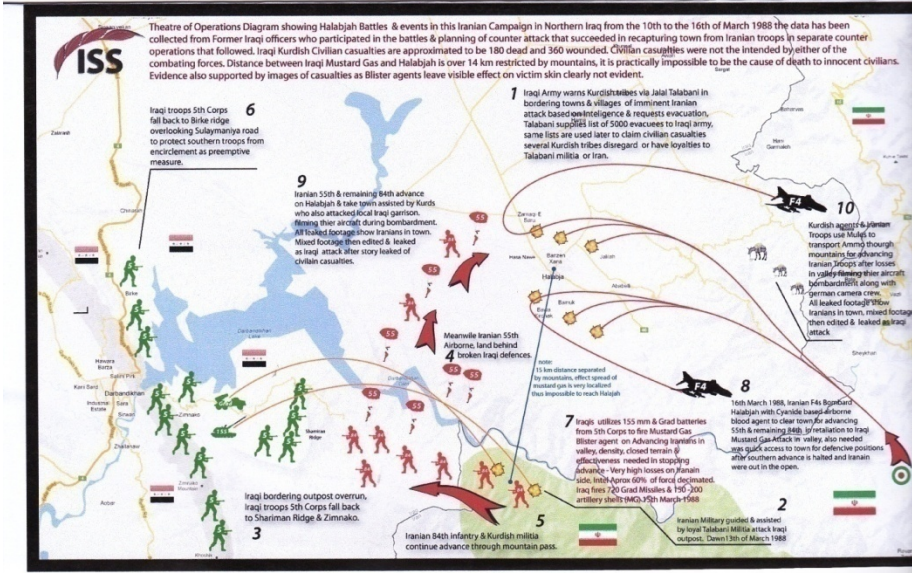 ISS
Theatre of Operations Diagram showing Halabjah Battles & events in this Iranian Campaign in Northern Iraq from the 10th to the 16th of March 1988 the data has been
collected from Former Iraqi officers who participated in the battles & planning of counter attack that succeeded in recapturing town from Iranian troops in separate counter
operations that followed. Iraqi Kurdish Civilian casualties are approximated to be 180 dead and 360 wounded. Civilian casualties were not the intended by either of the
combating forces. Distance between Iraqi Mustard Gas and Halabjah is over 14 km restricted by mountains, it is practically impossible to be the cause of death to innocent civilians.
Evidence also supported by images of casualties as Blister agents leave visible effect on victim skin clearly not evident.
6
Iraqi troops 5th Corps
fall back to Birke ridge
overlooking Sulaymaniya road
to protect southern troops from
encirclement as preemptive
measure.
1
Iraqi Army warns Kurdish tribes via Jalal Talabani in
bordering towns & villages of imminent Iranian
attack based on Inteligence & requests evacuation,
Talabani supplies list of 5000 evacuees to Iraqi army,
same lists are used later to claim civilian casualties
several Kurdish tribes disregard or have loyalties to
Talabani militia or Iran.
9
Iranian 55th & remaining 84th advance
on Halabjah & take town assisted by Kurds
who also attacked local Iraqi garrison.
filming thier aircraft during bombardment.
All leaked footage show Iranians in town.
Mixed footage then edited & leaked
as Iraqi attack after story leaked of
civilain casualties.
F4
10
Kurdish agents & Iranian
Troops use Mules to
transport Ammo though
mountains for advancing
Iranian Troops after losses
in valley filming thier aircraft
bombardment along with
german camera crew.
All leaked footage show
Iranians in town, mixed footage
then edited & leaked as Iraqi
attack
Halabja
Birke
Meanwile Iranian 55th
Airborne, land behind
4 broken Iraqi defences.
note:
15 km distance separated
by mountains, effect spread of
mustard gas is very localized
thus impossible to reach Halajah
F4
8
16th March 1988, Iranian F4s Bombard
Halabjah with Cyanide based airborne
blood agent to clear town for advancing
55th & remaining 84th in retaliation to Iraqi
Mustard Gas Attack in valley, also needed
was quick access to town for defencive positions
after southern advance is halted and Iranain
were out in the open.
7
Iraqis utilizes 155 mm & Grad batteries
from 5th Corps to fire Mustard Gas
Blister agent on Advancing Iranians in
valley, density, closed terrain &
effectiveness needed in stopping
advance - Very high losses on Iranain
side, Intel Aprox 60% of force decimated.
Iraq fires 720 Grad Missiles & 150-200
artillery shells (MG) 15th March 1988
55
55
55
55
55
55
55
155
Darbandikhan
Zimnako
Iraqi bordering outpost overrun,
Iraqi troops 5th Corps fall back
to Shariman Ridge & Zimnako.
3
5
Iranian 84th infantry & Kurdish militia
continue advance through mountain pass.
2
Iranian Military guided & assisted
by loyal Talabani Militia attack Iraqi
outpost. Dawn 13th of March 1988